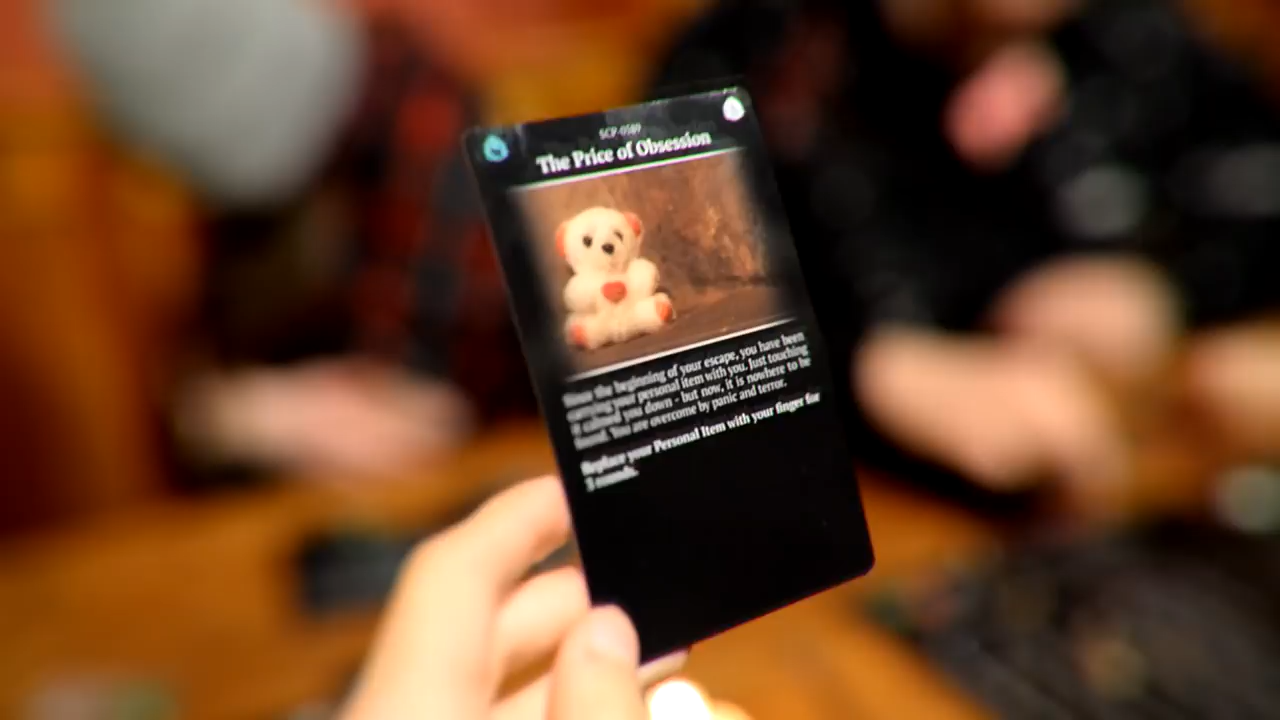 SCP-0589
The Price of Obsession
Since the beginning of your escape, you have been
carrying your personal item with you. Just touching
it calmed you down - but now, it is nowhere to be
found. You are overcome by panic and terror.
Replace your Personal Item with your finger for
3 rounds.